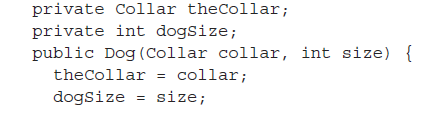 private Collar theCollar;
private int dogSize;
public Dog(Collar collar, int size) {
theCollar = collar;
dogSize = size;